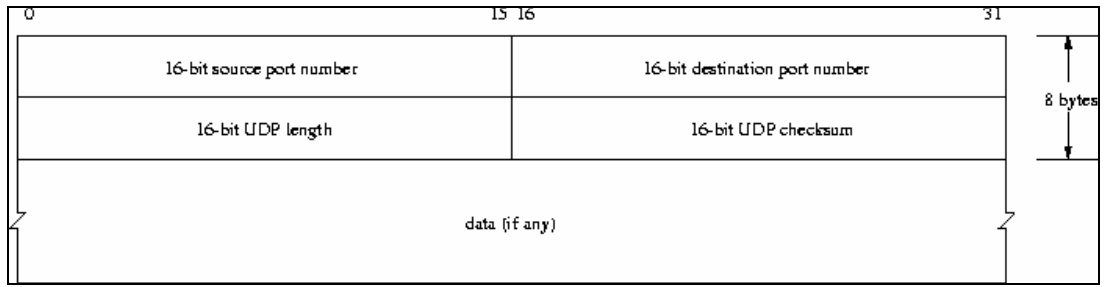 0 15 16 31
16-bit source port number 16-bit destination port number
8 bytes
16-bit UDP length 16-bit UDP checksum
data (if any)